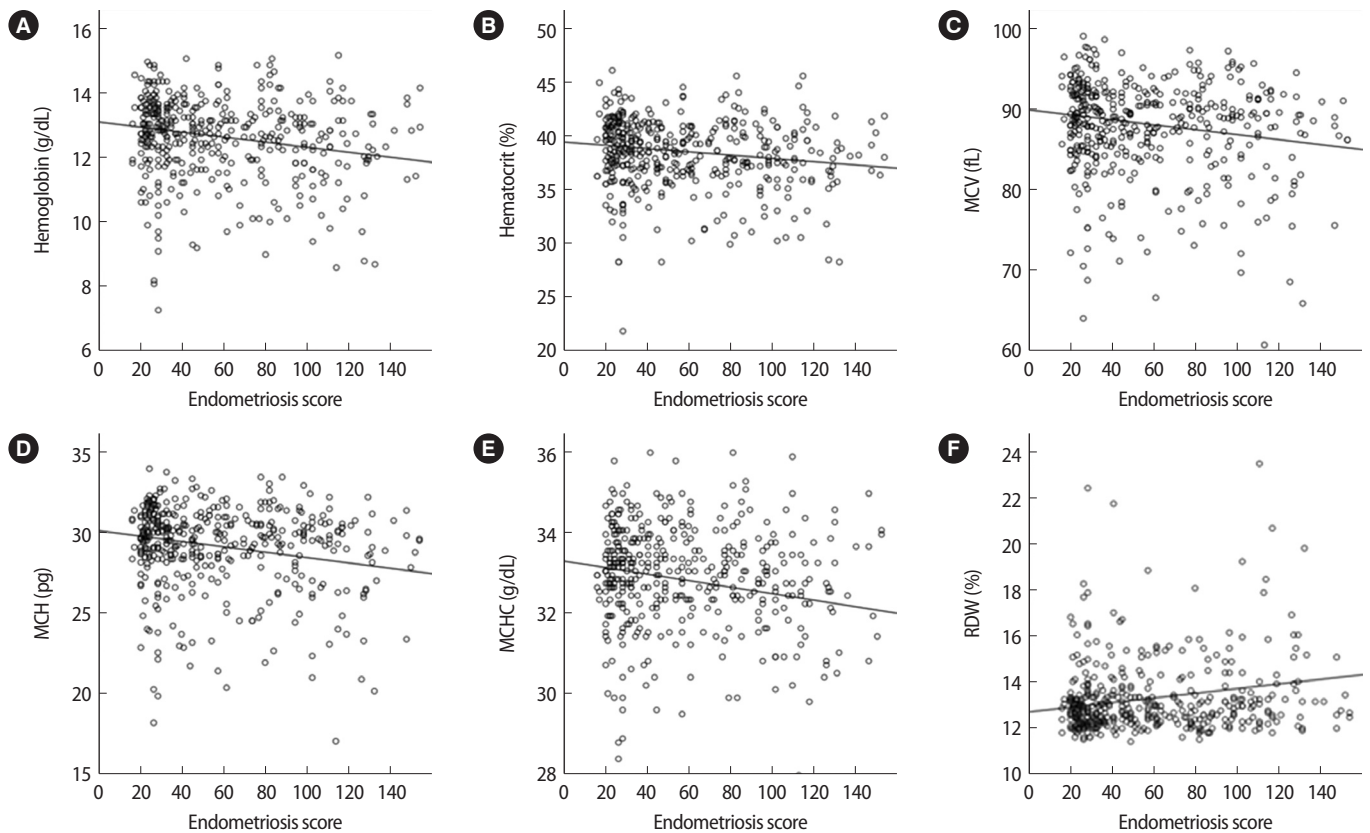 A
Hemoglobin (g/dL)
16
14
12
10
8
6
0 20 40 60 80 100 120 140
Endometriosis score
B
Hematocrit (%)
50
45
40
35
30
25
20
0 20 40 60 80 100 120 140
Endometriosis score
C
MCV (fL)
100
90
80
70
60
0 20 40 60 80 100 120 140
Endometriosis score
D
MCH (pg)
35
30
25
20
15
0 20 40 60 80 100 120 140
Endometriosis score
E
MCHC (g/dL)
36
34
32
30
28
0 20 40 60 80 100 120 140
Endometriosis score
F
RDW (%)
24
22
20
18
16
14
12
10
0 20 40 60 80 100 120 140
Endometriosis score